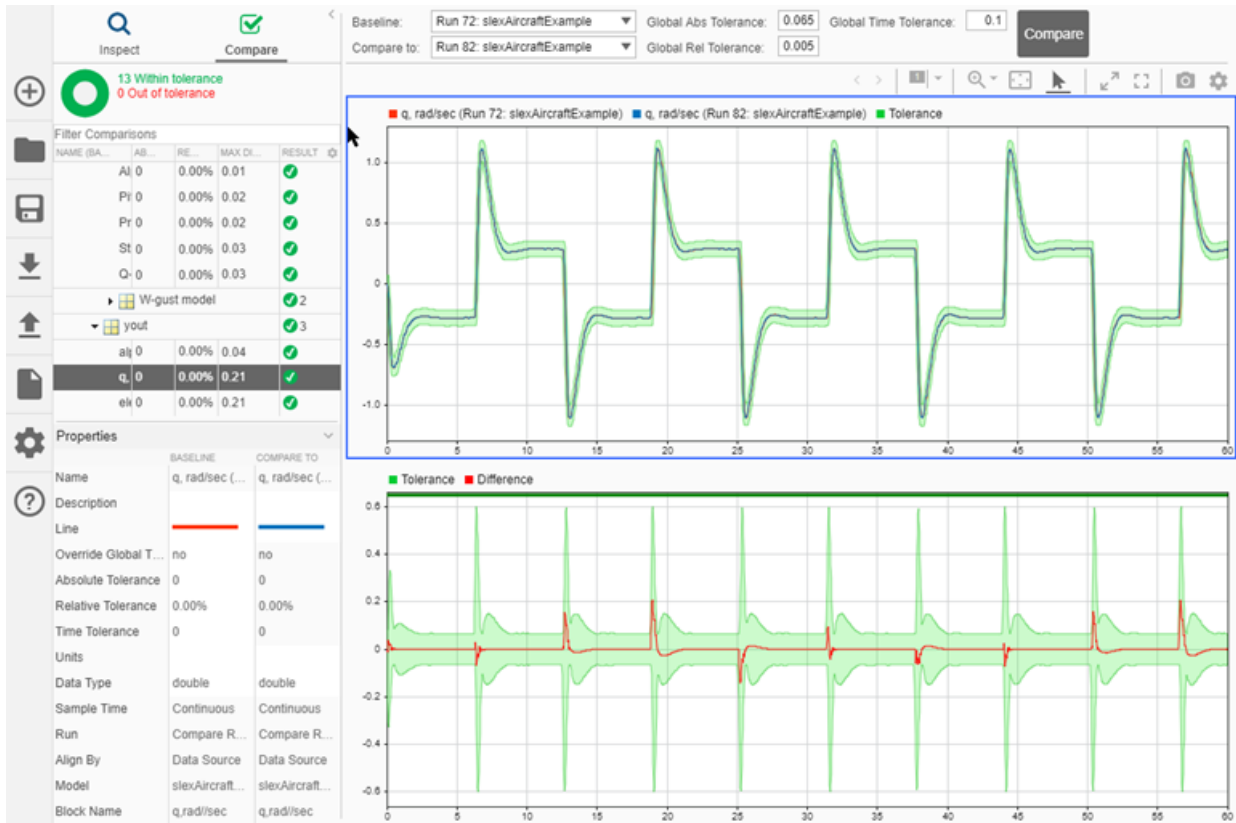 Inspect
Compare
13 Within tolerance
0 Out of tolerance
Filter Comparisons
NAME (BA... AB... RE... MAX DI... RESULT
Al 0 0.00% 0.01
Pi 0 0.00% 0.02
Pr 0 0.00% 0.02
St 0 0.00% 0.03
Q- 0 0.00% 0.03
W-gust model 2
yout 3
alp 0 0.00% 0.04
q, 0 0.00% 0.21
ele 0 0.00% 0.21
Properties
BASELINE COMPARE TO
Name q, rad/sec (... q, rad/sec (...
Description
Line
Override Global T... no no
Absolute Tolerance 0 0
Relative Tolerance 0.00% 0.00%
Time Tolerance 0 0
Units
Data Type double double
Sample Time Continuous Continuous
Run Compare R... Compare R...
Align By Data Source Data Source
Model slexAircraft... slexAircraft...
Block Name q,rad//sec q,rad//sec
Baseline: Run 72: slexAircraftExample Global Abs Tolerance: 0.065 Global Time Tolerance: 0.1
Compare to: Run 82: slexAircraftExample Global Rel Tolerance: 0.005
Compare
1
q, rad/sec (Run 72: slexAircraftExample) q, rad/sec (Run 82: slexAircraftExample) Tolerance
1.0
0.5
0
-0.5
-1.0
0 5 10 15 20 25 30 35 40 45 50 55 60
Tolerance Difference
0.6
0.4
0.2
0
-0.2
-0.4
-0.6
0 5 10 15 20 25 30 35 40 45 50 55 60